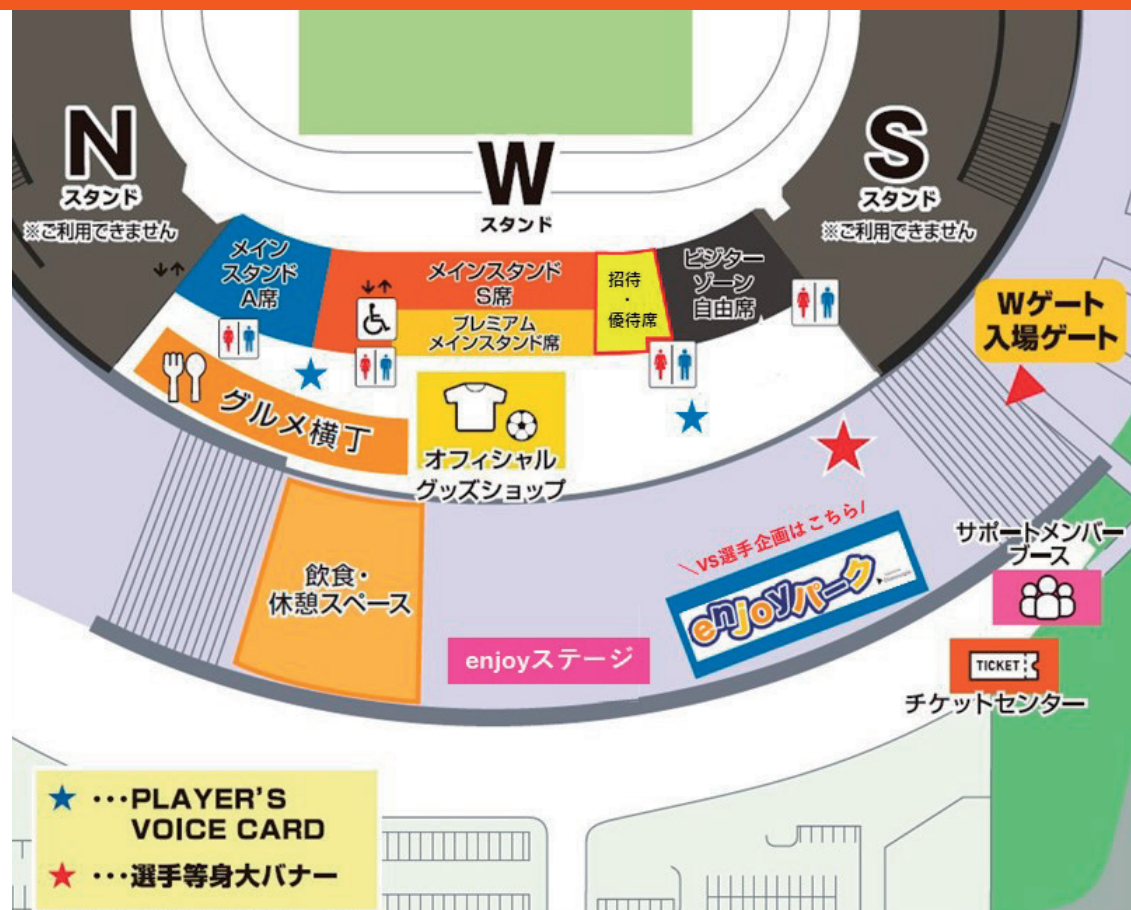 N
スタンド
※ご利用できません
W
スタンド
S
スタンド
※ご利用できません
メイン
スタンド
A席
メインスタンド
S席
プレミアム
メインスタンド席
招待
・
優待席
ビジター
ゾーン
自由席
Wゲート
入場ゲート
グルメ横丁
オフィシャル
グッズショップ
飲食・
休憩スペース
\VS選手企画はこちら/
enjoyパーク
enjoyステージ
サポートメンバー
ブース
TICKET
チケットセンター
★ …PLAYER'S
VOICE CARD
★ …選手等身大バナー